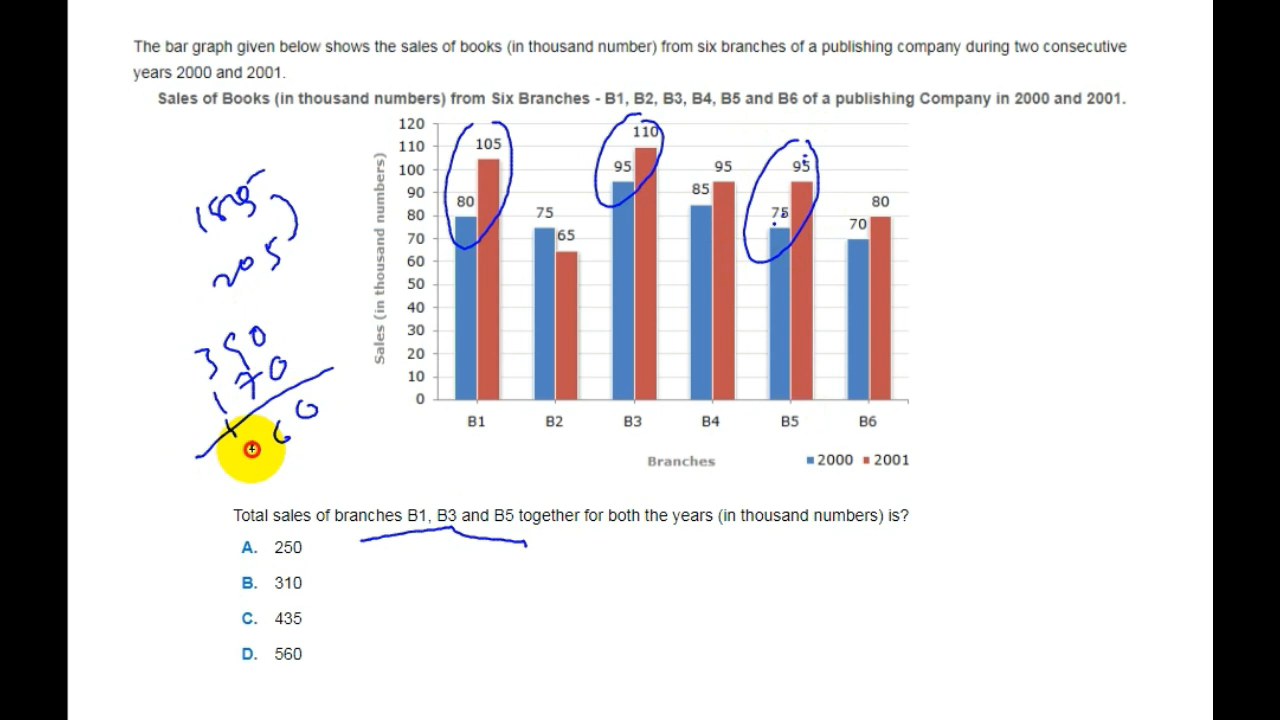 The bar graph given below shows the sales of books (in thousand number) from six branches of a publishing company during two consecutive
years 2000 and 2001.
Sales of Books (in thousand numbers) from Six Branches - B1, B2, B3, B4, B5 and B6 of a publishing Company in 2000 and 2001.
Sales (in thousand numbers)
120
110
100
90
80
70
60
50
40
30
20
10
0
80 105
75 65
95 110
85 95
75 95
70 80
B1 B2 B3 B4 B5 B6
Branches
2000 2001
185
205
390
170
60
Total sales of branches B1, B3 and B5 together for both the years (in thousand numbers) is?
A. 250
B. 310
C. 435
D. 560